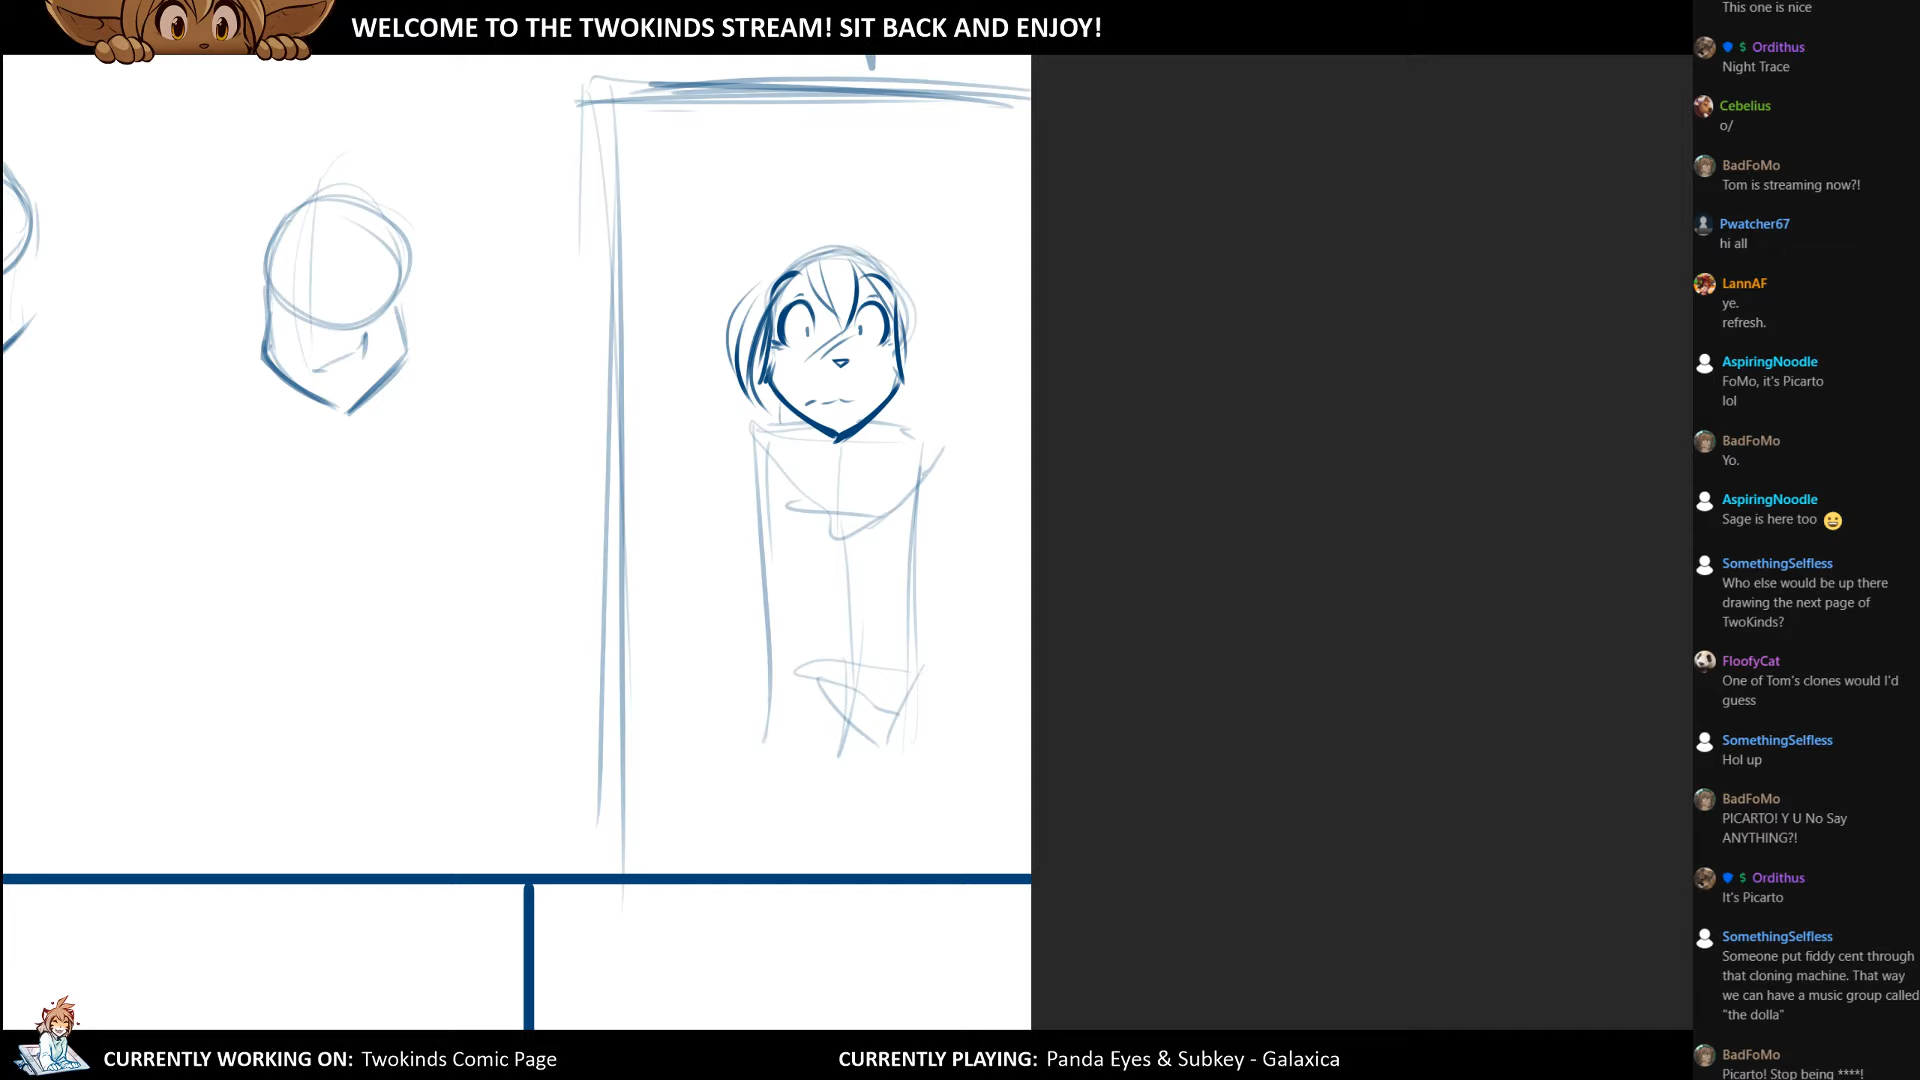 WELCOME TO THE TWOKINDS STREAM! SIT BACK AND ENJOY!
This one is nice
$ Ordithus
Night Trace
Cebelius
o/
BadFoMo
Tom is streaming now?!
Pwatcher67
hi all
LannAF
ye.
refresh.
AspiringNoodle
FoMo, it's Picarto
lol
BadFoMo
Yo.
AspiringNoodle
Sage is here too
SomethingSelfless
Who else would be up there
drawing the next page of
TwoKinds?
FloofyCat
One of Tom's clones would I'd
guess
SomethingSelfless
Hol up
BadFoMo
PICARTO! Y U No Say
ANYTHING?!
$ Ordithus
It's Picarto
SomethingSelfless
Someone put fiddy cent through
that cloning machine. That way
we can have a music group called
"the dolla"
BadFoMo
Picarto! Stop being ****!
CURRENTLY WORKING ON: Twokinds Comic Page
CURRENTLY PLAYING: Panda Eyes & Subkey - Galaxica